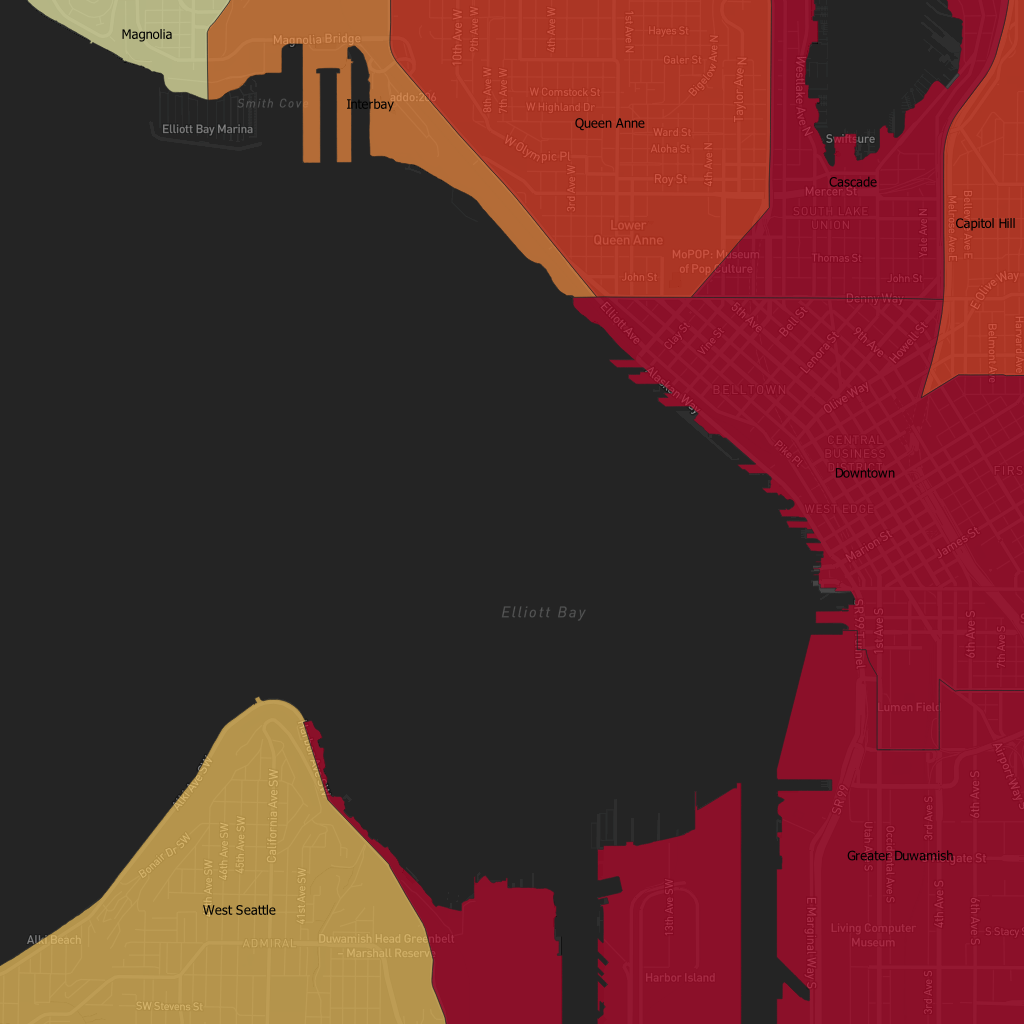 10th Ave W
9th Ave W
4th Ave W
1st Ave N
Hayes St
Magnolia
Magnolia Bridge
Galer St
Bigelow Ave N
Taylor Ave N
Westlake Ave N
8th Ave W
7th Ave W
W Comstock St
W Highland Dr
Smith Cove
Interbay
addo:206
Queen Anne
Elliott Bay Marina
Ward St
Aloha St
Swiftsure
W Olympic Pl
4th Ave N
3rd Ave W
Roy St
Cascade
Mercer St
SOUTH LAKE
UNION
Yale Ave N
Melrose Ave E
Bellevue Ave E
Capitol Hill
Lower
Queen Anne
MoPOP: Museum
of Pop Culture
Thomas St
John St
John St
E Olive Way
Denny Way
Elliott Ave
Clay St
Vine St
5th Ave
Bell St
Lenora St
9th Ave
Howell St
Belmont Ave
Harvard Ave
Alaskan Way
BELLTOWN
Olive Way
Pike Pl
CENTRAL
BUSINESS
DISTRICT
Downtown
FIRS
WEST EDGE
Marion St
James St
Elliott Bay
SR 99 Tunnel
1st Ave S
6th Ave S
7th Ave S
Lumen Field
Airport Way
Harbor Ave SW
Alki Ave SW
California Ave SW
SR 99
6th Ave S
Bonair Dr SW
46th Ave SW
45th Ave SW
41st Ave SW
Utah Ave S
Occidental Ave S
3rd Ave S
Greater Duwamish
West Seattle
13th Ave SW
4th Ave S
6th Ave S
Alki Beach
ADMIRAL
Duwamish Head Greenbelt
- Marshall Reserve
E Marginal Way S
Living Computer
Museum
S Stacy S
Harbor Island
3rd Ave S
SW Stevens St